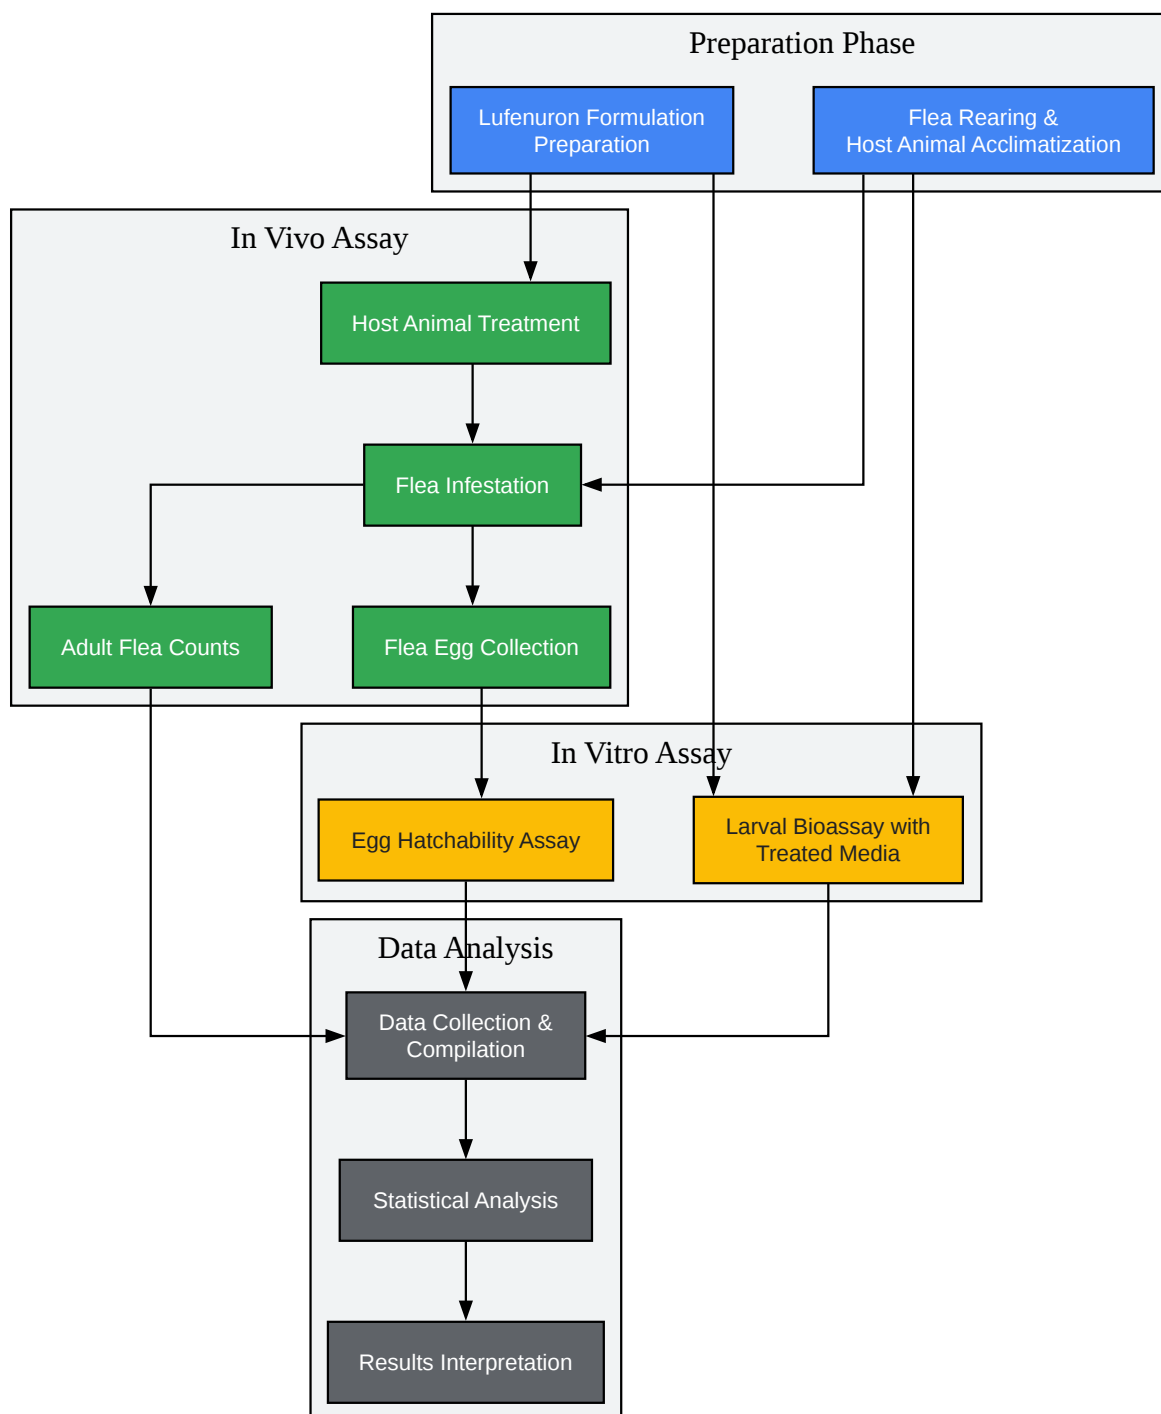 Preparation Phase
Lufenuron Formulation
Preparation
Flea Rearing &
Host Animal Acclimatization
In Vivo Assay
Host Animal Treatment
Flea Infestation
Adult Flea Counts
Flea Egg Collection
In Vitro Assay
Egg Hatchability Assay
Larval Bioassay with
Treated Media
Data Analysis
Data Collection &
Compilation
Statistical Analysis
Results Interpretation